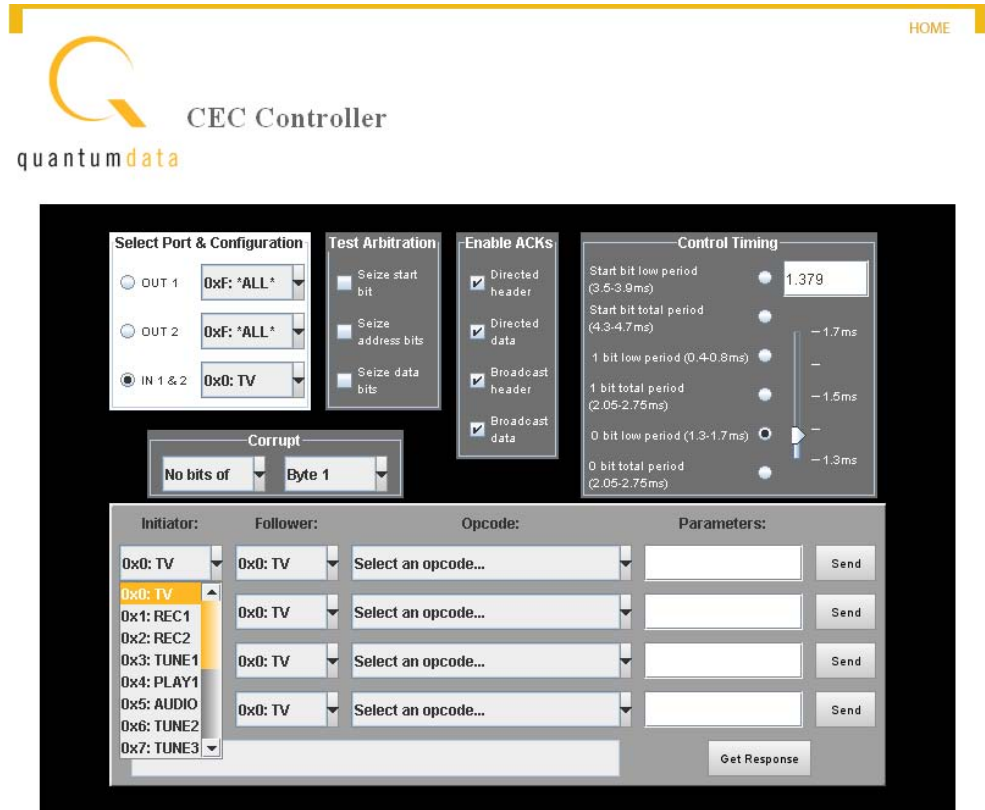 HOME
CEC Controller
quantumdata
Select Port & Configuration
OUT 1
0xF: *ALL*
OUT 2
0xF: *ALL*
IN 1 & 2
0x0: TV
Test Arbitration
Seize start
bit
Seize
address bits
Seize data
bits
Enable ACKs
Directed
header
Directed
data
Broadcast
header
Broadcast
data
Control Timing
Start bit low period
(3.5-3.9ms)
1.379
Start bit total period
(4.3-4.7ms)
1 bit low period (0.4-0.8ms)
1 bit total period
(2.05-2.75ms)
0 bit low period (1.3-1.7ms)
0 bit total period
(2.05-2.75ms)
1.7ms
1.5ms
1.3ms
Corrupt
No bits of
Byte 1
Initiator:
Follower:
Opcode:
Parameters:
0x0: TV
0x0: TV
Select an opcode...
Send
0x0: TV
0x1: REC1
0x2: REC2
0x3: TUNE1
0x4: PLAY1
0x5: AUDIO
0x6: TUNE2
0x7: TUNE3
0x0: TV
Select an opcode...
Send
0x0: TV
Select an opcode...
Send
0x0: TV
Select an opcode...
Send
Get Response